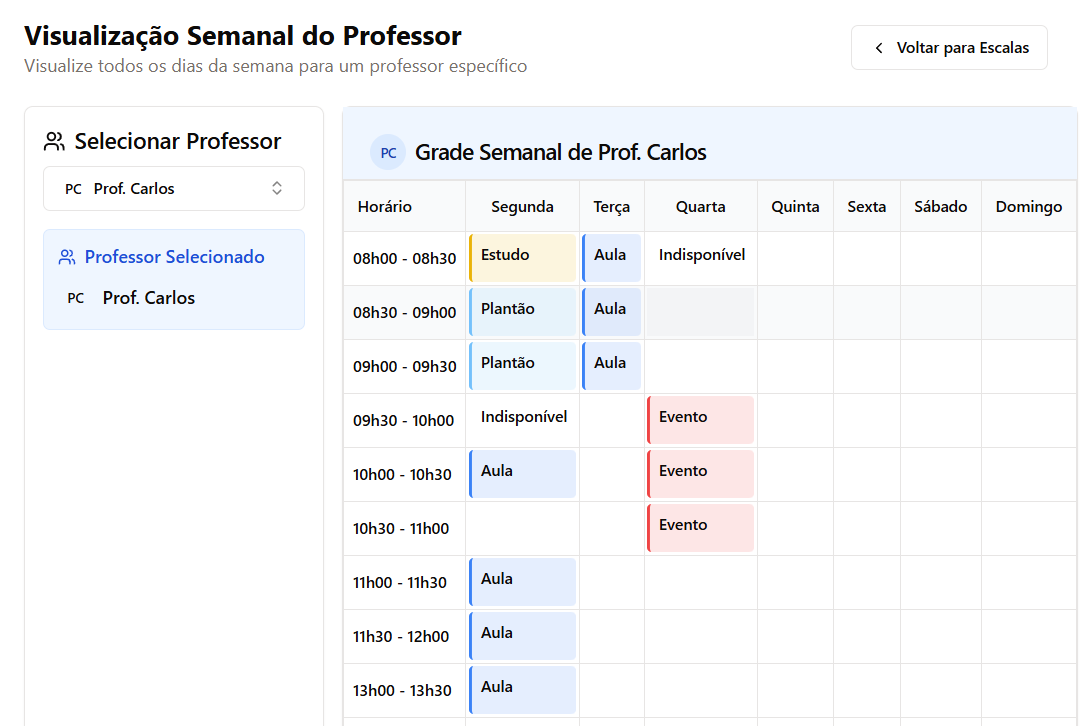 Visualização Semanal do Professor
Visualize todos os dias da semana para um professor específico
Voltar para Escalas
Selecionar Professor
PC Prof. Carlos
Professor Selecionado
PC Prof. Carlos
PC Grade Semanal de Prof. Carlos
Horário Segunda Terça Quarta Quinta Sexta Sábado Domingo
08h00 - 08h30 Estudo Aula Indisponível
08h30 - 09h00 Plantão Aula
09h00 - 09h30 Plantão Aula
09h30 - 10h00 Indisponível Evento
10h00 - 10h30 Aula Evento
10h30 - 11h00 Evento
11h00 - 11h30 Aula
11h30 - 12h00 Aula
13h00 - 13h30 Aula